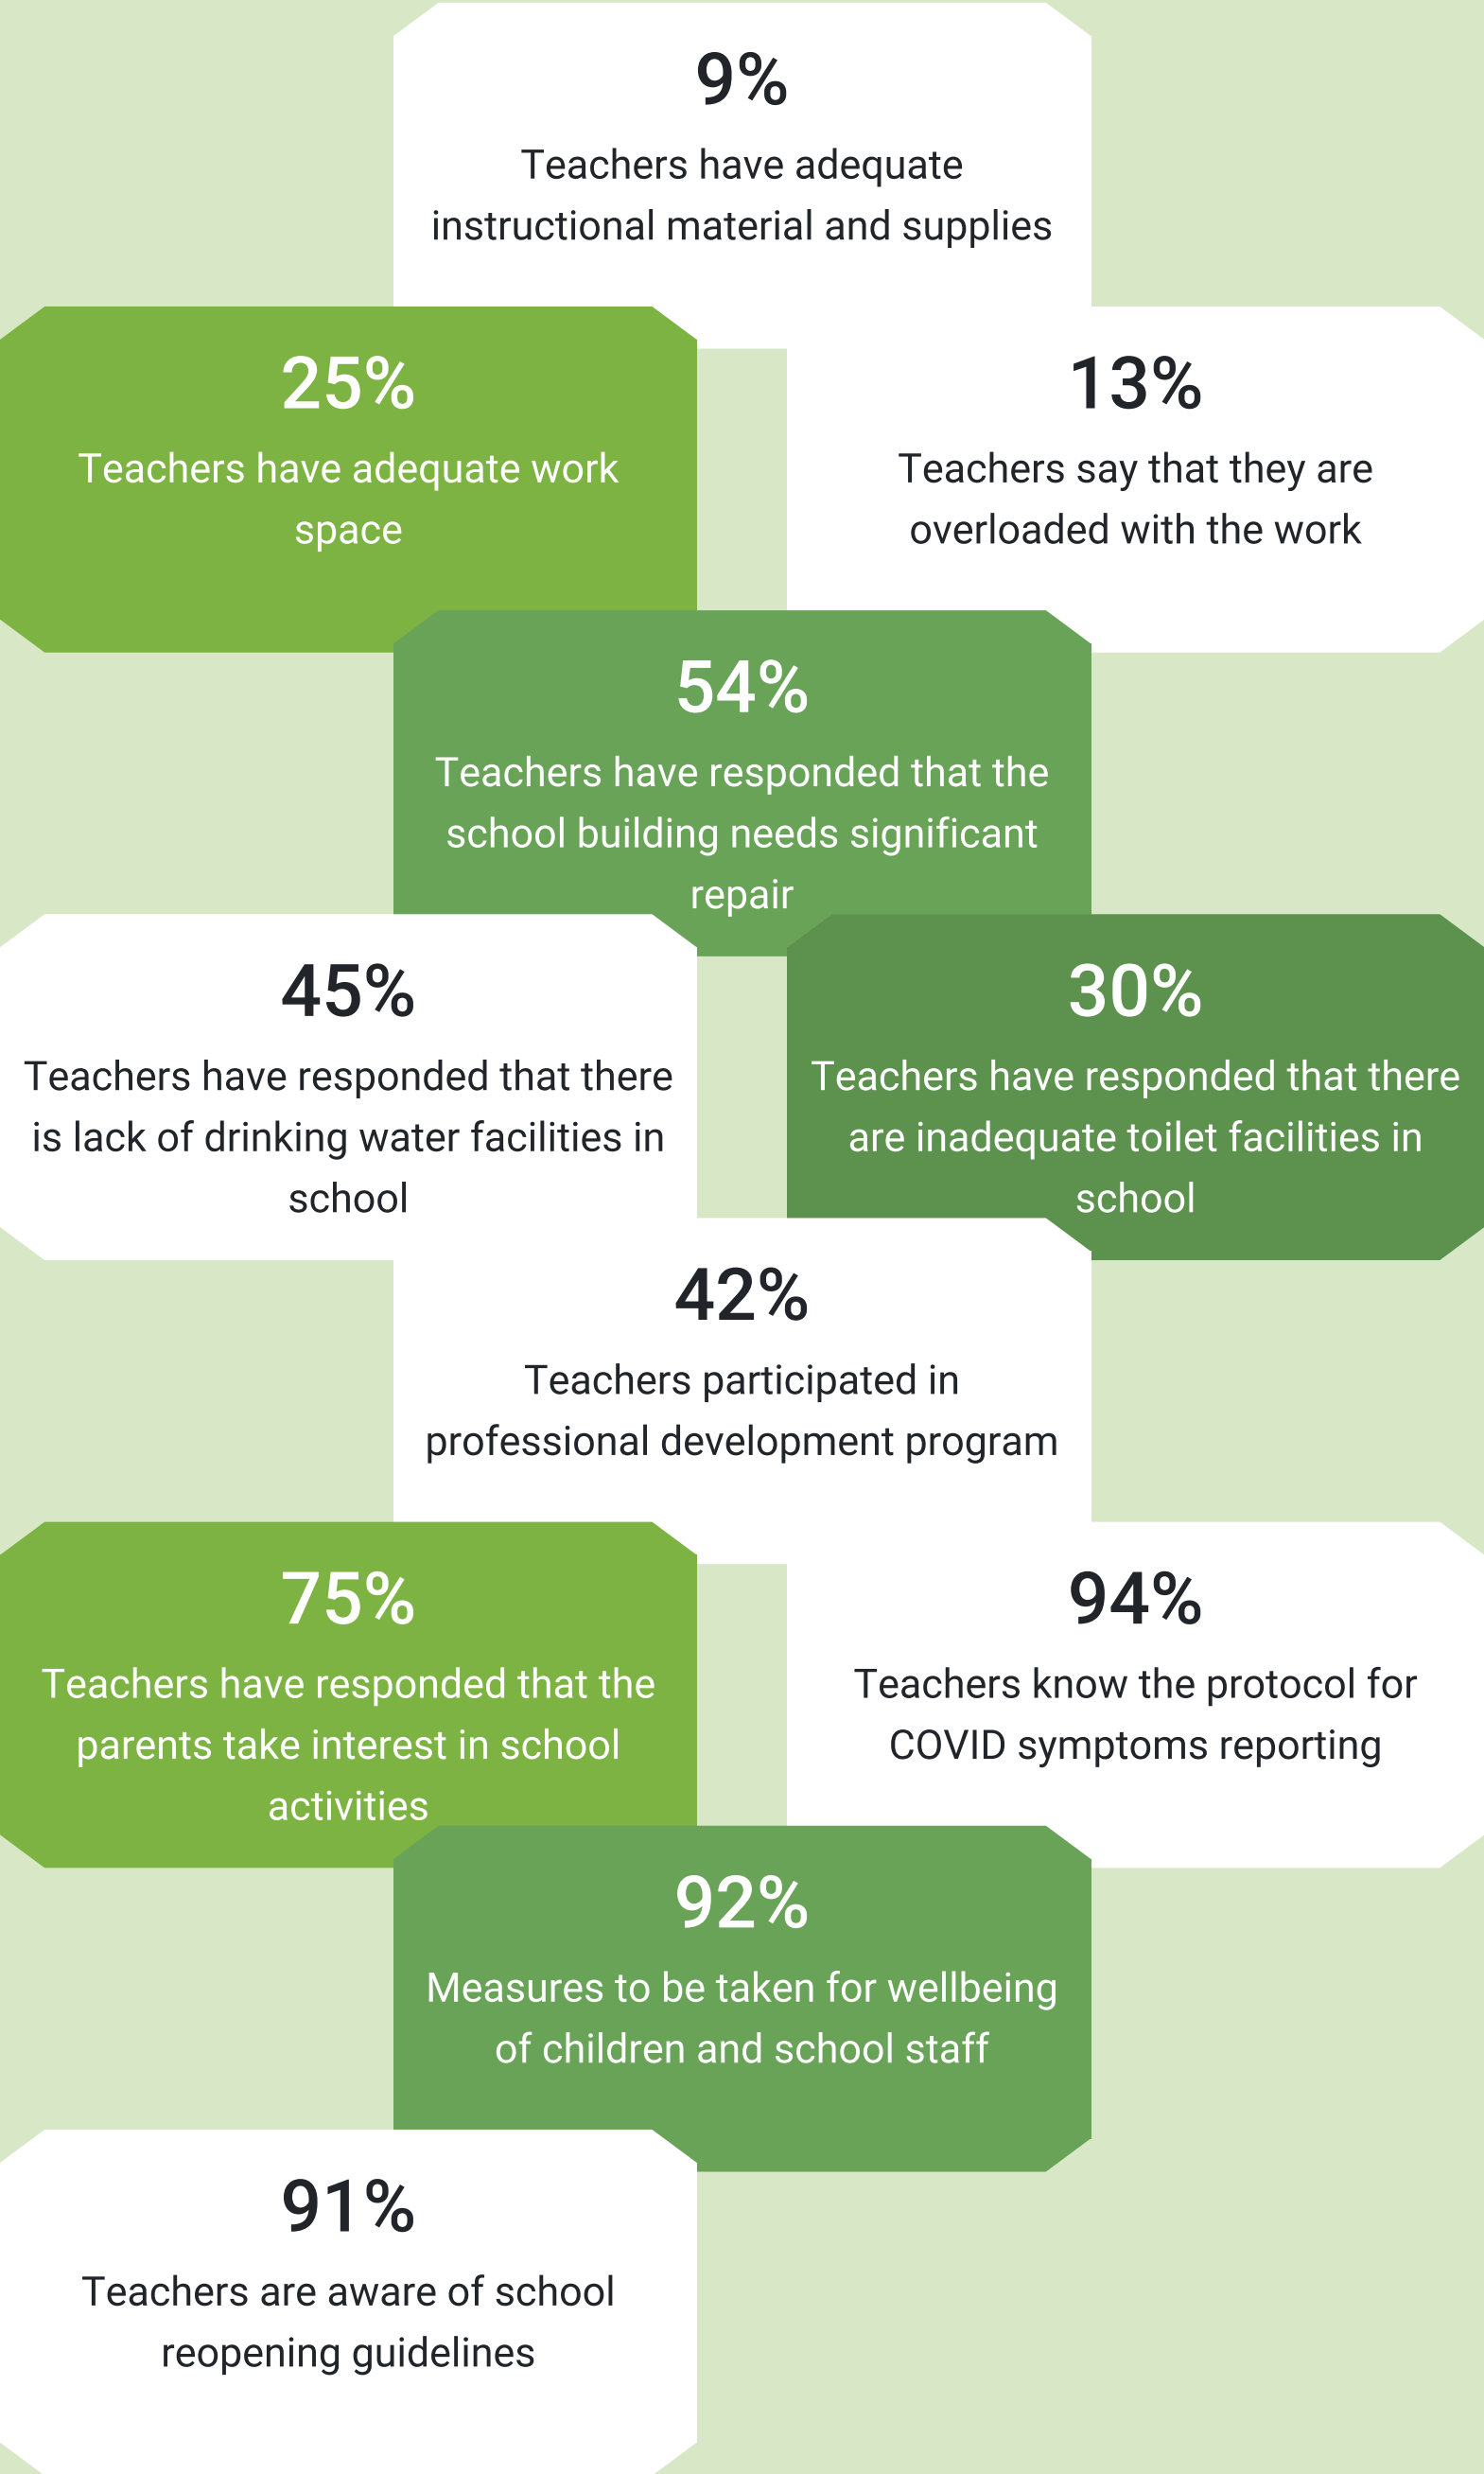 9%
Teachers have adequate
instructional material and supplies
25%
Teachers have adequate work
space
13%
Teachers say that they are
overloaded with the work
54%
Teachers have responded that the
school building needs significant
repair
45%
Teachers have responded that there
is lack of drinking water facilities in
school
30%
Teachers have responded that there
are inadequate toilet facilities in
school
42%
Teachers participated in
professional development program
75%
Teachers have responded that the
parents take interest in school
activities
94%
Teachers know the protocol for
COVID symptoms reporting
92%
Measures to be taken for wellbeing
of children and school staff
91%
Teachers are aware of school
reopening guidelines